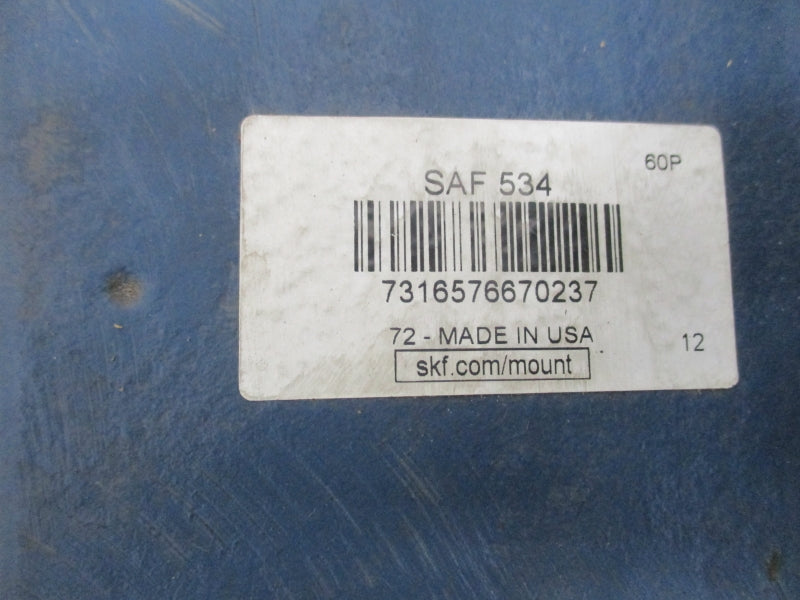 60P
SAF 534
7316576670237
72 - MADE IN USA
12
skf.com/mount